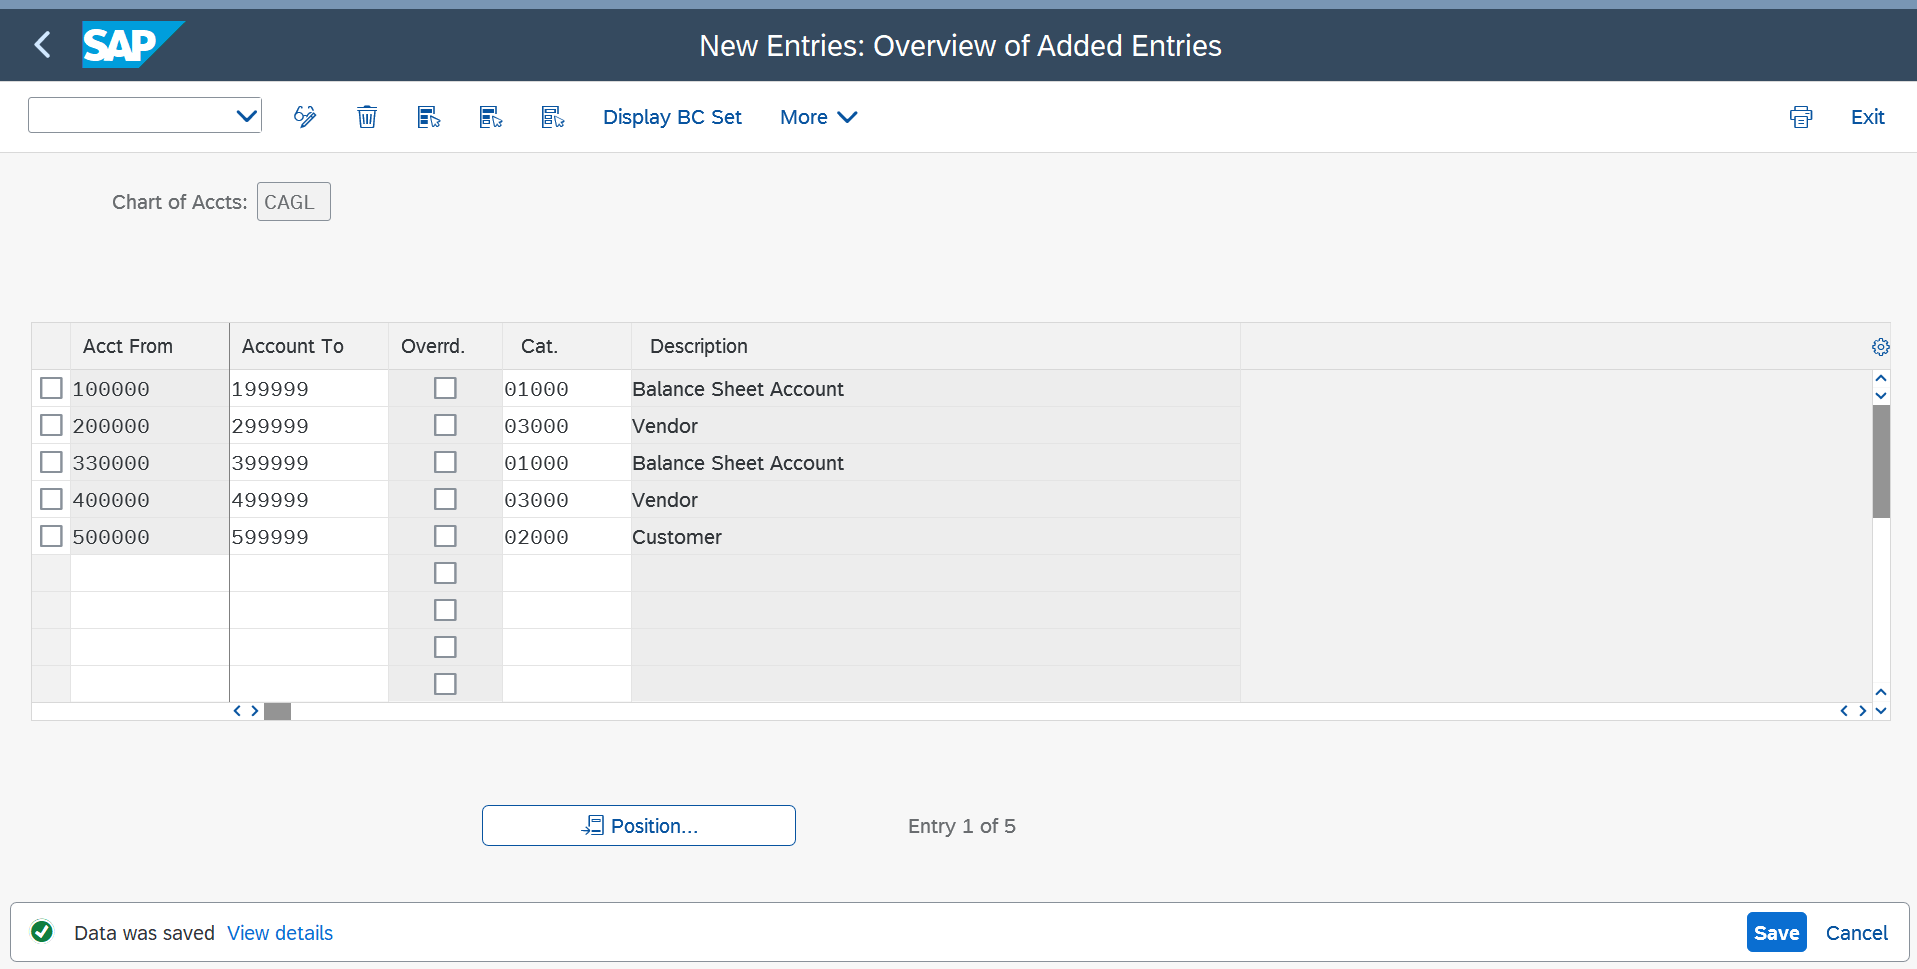 SAP New Entries: Overview of Added Entries
Display BC Set More Exit
Chart of Accts: CAGL
Acct From Account To Overrd. Cat. Description
100000 199999 01000 Balance Sheet Account
200000 299999 03000 Vendor
330000 399999 01000 Balance Sheet Account
400000 499999 03000 Vendor
500000 599999 02000 Customer
Position... Entry 1 of 5
Data was saved View details Save Cancel